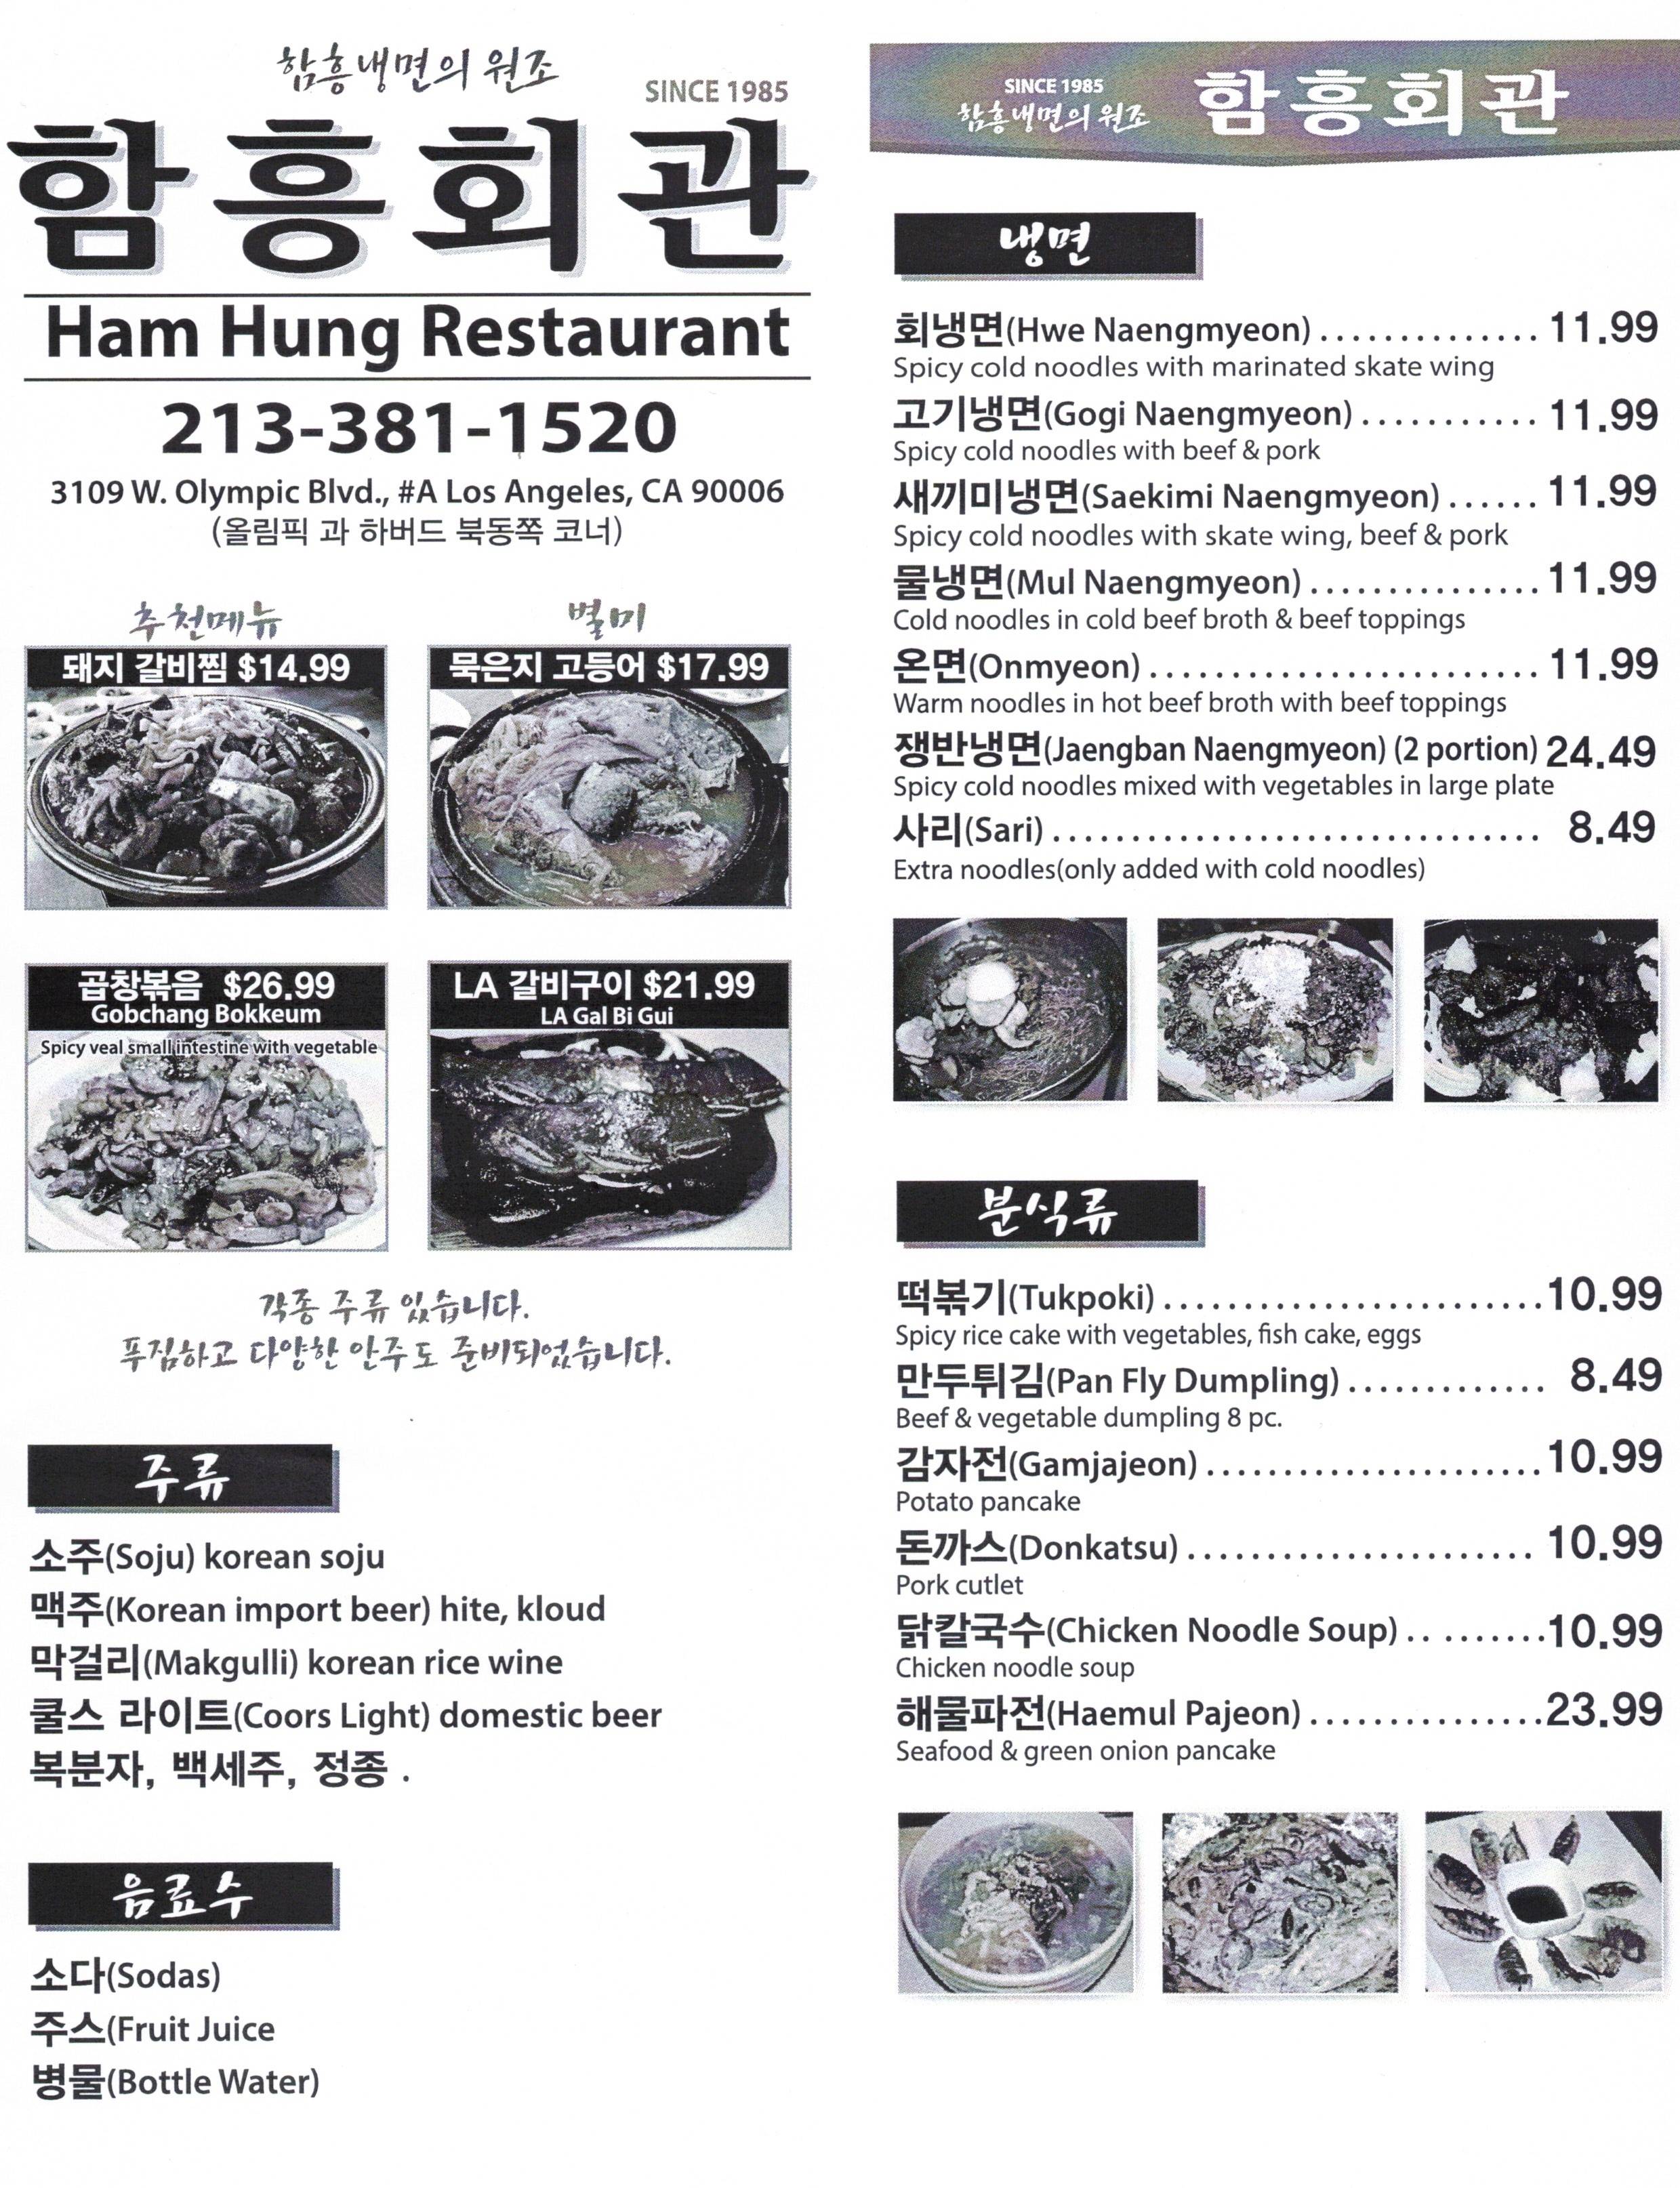 함흥냉면의 원조
SINCE 1985
함흥회관
Ham Hung Restaurant
213-381-1520
3109 W. Olympic Blvd., #A Los Angeles, CA 90006
(올림픽 과 하버드 북동쪽 코너)
추천메뉴
돼지 갈비찜 $14.99
별미
묵은지 고등어 $17.99
곱창볶음 $26.99
Gobchang Bokkeum
Spicy veal small intestine with vegetable
LA 갈비구이 $21.99
LA Gal Bi Gui
각종 주류 있습니다.
푸짐하고 다양한 안주도 준비되었습니다.
주류
소주(Soju) korean soju
맥주(Korean import beer) hite, kloud
막걸리(Makgulli) korean rice wine
쿨스 라이트(Coors Light) domestic beer
복분자, 백세주, 정종 .
음료수
소다(Sodas)
주스(Fruit Juice
병물(Bottle Water)
SINCE 1985
함흥냉면의 원조
함흥회관
냉면
회냉면(Hwe Naengmyeon) .............. 11.99
Spicy cold noodles with marinated skate wing
고기냉면(Gogi Naengmyeon) ........... 11.99
Spicy cold noodles with beef & pork
새끼미냉면(Saekimi Naengmyeon) ...... 11.99
Spicy cold noodles with skate wing, beef & pork
물냉면(Mul Naengmyeon) ............... 11.99
Cold noodles in cold beef broth & beef toppings
온면(Onmyeon) ......................... 11.99
Warm noodles in hot beef broth with beef toppings
쟁반냉면(Jaengban Naengmyeon) (2 portion) 24.49
Spicy cold noodles mixed with vegetables in large plate
사리(Sari) ................................ 8.49
Extra noodles(only added with cold noodles)
분식류
떡볶기(Tukpoki) ........................ 10.99
Spicy rice cake with vegetables, fish cake, eggs
만두튀김(Pan Fly Dumpling) ............. 8.49
Beef & vegetable dumpling 8 pc.
감자전(Gamjajeon) ..................... 10.99
Potato pancake
돈까스(Donkatsu) ...................... 10.99
Pork cutlet
닭칼국수(Chicken Noodle Soup) .. ....... 10.99
Chicken noodle soup
해물파전(Haemul Pajeon) ............... 23.99
Seafood & green onion pancake